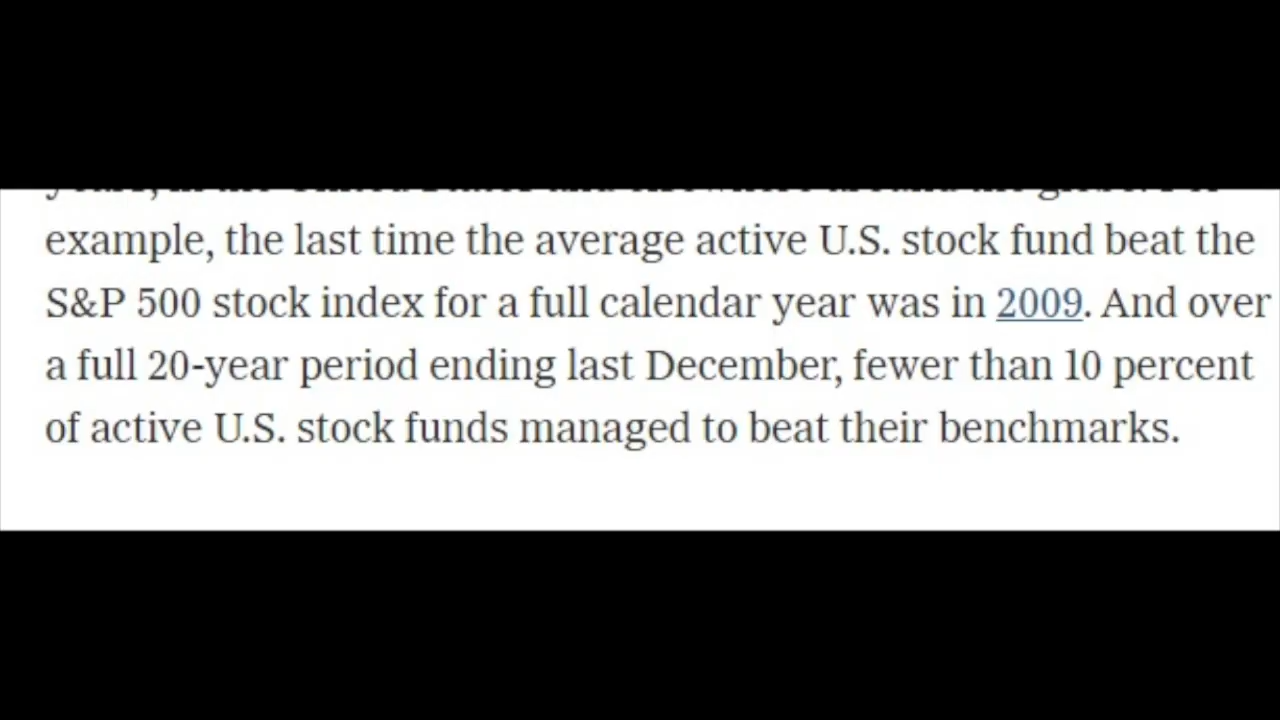 example, the last time the average active U.S. stock fund beat the
S&P 500 stock index for a full calendar year was in 2009. And over
a full 20-year period ending last December, fewer than 10 percent
of active U.S. stock funds managed to beat their benchmarks.